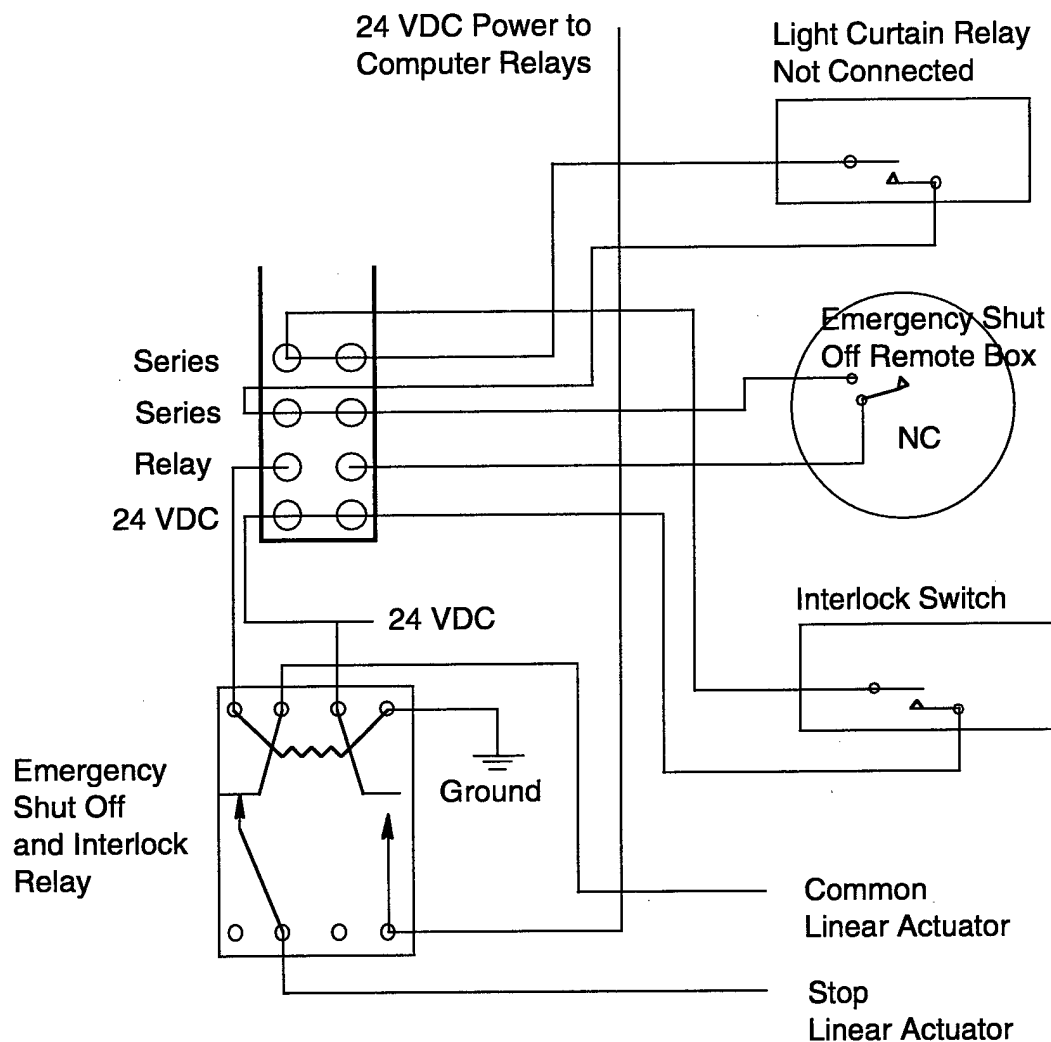 24 VDC Power to
Computer Relays
Light Curtain Relay
Not Connected
Emergency Shut
Off Remote Box
NC
Series
Series
Relay
24 VDC
24 VDC
Interlock Switch
Ground
Emergency
Shut Off
and Interlock
Relay
Common
Linear Actuator
Stop
Linear Actuator